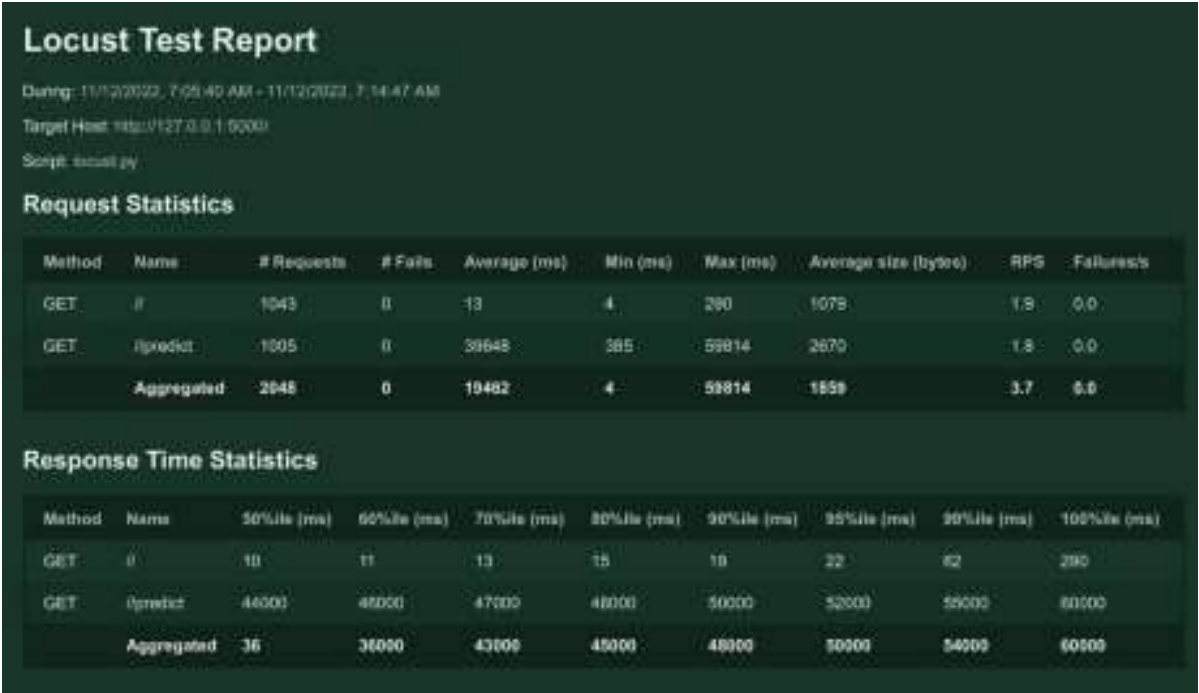 Locust Test Report
During: 11/12/2022, 7:05:40 AM - 11/12/2022, 7:14:47 AM
Target Host: http://127.0.0.1:5000/
Script: locust.py
Request Statistics
Method Name # Requests # Fails Average (ms) Min (ms) Max (ms) Average size (bytes) RPS Failures/s
GET // 1043 0 13 4 290 1079 1.9 0.0
GET //predict 1005 0 39648 385 59814 2670 1.8 0.0
Aggregated 2048 0 19462 4 59814 1859 3.7 0.0
Response Time Statistics
Method Name 50%ile (ms) 60%ile (ms) 70%ile (ms) 80%ile (ms) 90%ile (ms) 95%ile (ms) 99%ile (ms) 100%ile (ms)
GET // 10 11 13 15 19 22 62 290
GET //predict 44000 46000 47000 48000 50000 52000 55000 60000
Aggregated 36 36000 43000 45000 48000 50000 54000 60000